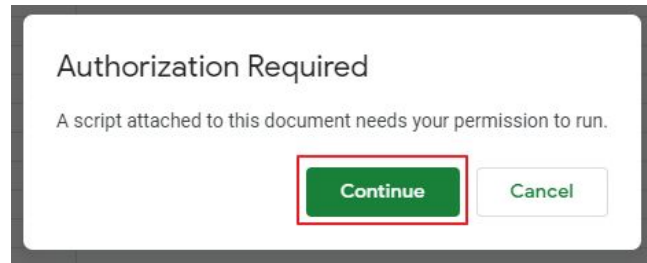 Authorization Required
A script attached to this document needs your permission to run.
Continue Cancel